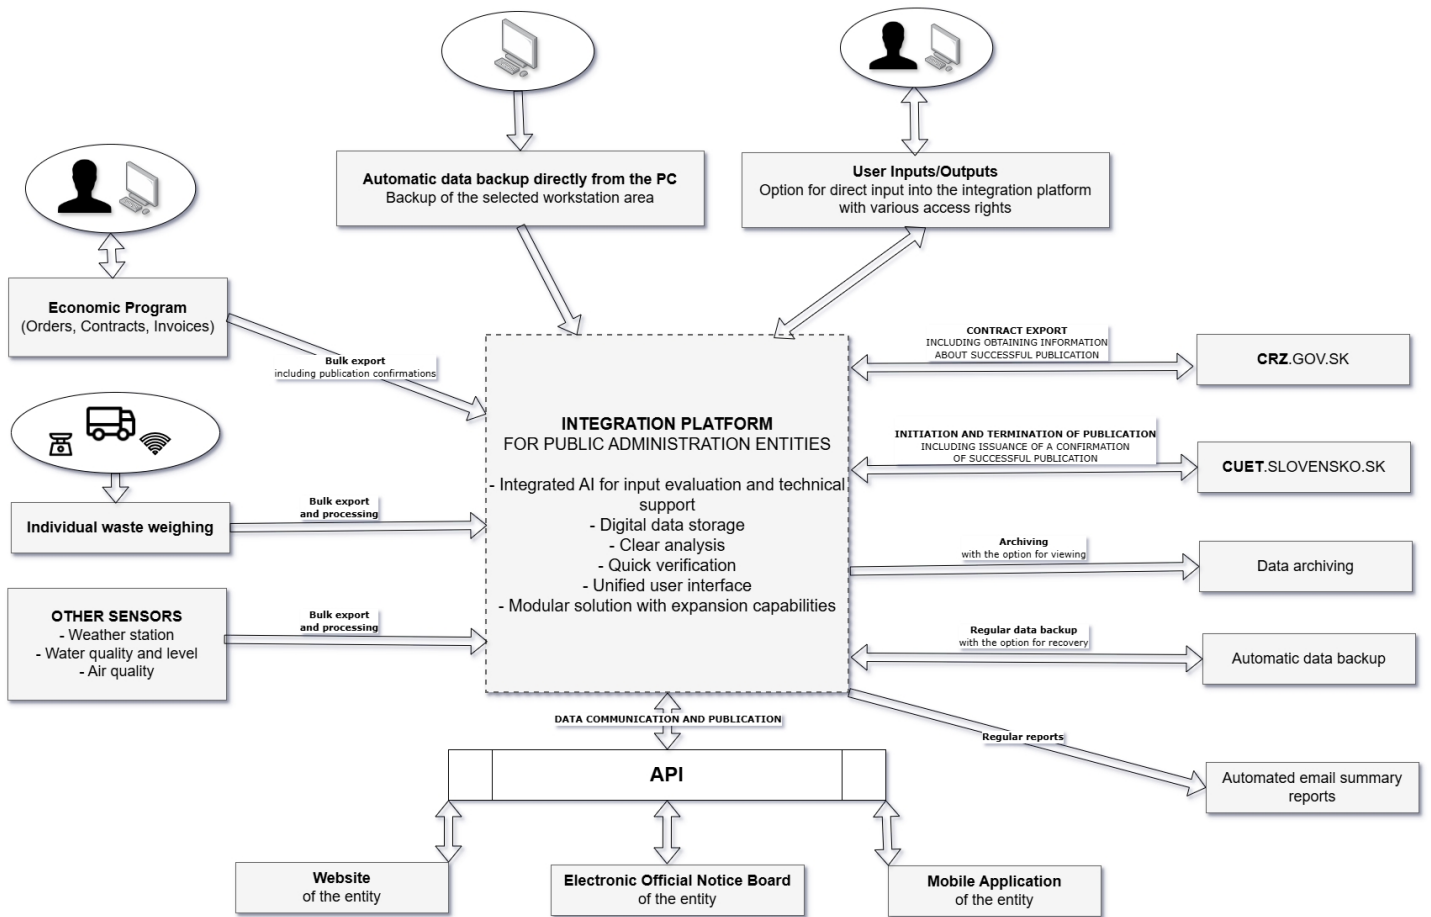 Automatic data backup directly from the PC
Backup of the selected workstation area
User Inputs/Outputs
Option for direct input into the integration platform
with various access rights
Economic Program
(Orders, Contracts, Invoices)
Bulk export
including publication confirmations
Individual waste weighing
Bulk export
and processing
OTHER SENSORS
- Weather station
- Water quality and level
- Air quality
Bulk export
and processing
INTEGRATION PLATFORM
FOR PUBLIC ADMINISTRATION ENTITIES
- Integrated AI for input evaluation and technical
support
- Digital data storage
- Clear analysis
- Quick verification
- Unified user interface
- Modular solution with expansion capabilities
CONTRACT EXPORT
INCLUDING OBTAINING INFORMATION
ABOUT SUCCESSFUL PUBLICATION
CRZ.GOV.SK
INITIATION AND TERMINATION OF PUBLICATION
INCLUDING ISSUANCE OF A CONFIRMATION
OF SUCCESSFUL PUBLICATION
CUET.SLOVENSKO.SK
Archiving
with the option for viewing
Data archiving
Regular data backup
with the option for recovery
Automatic data backup
Regular reports
Automated email summary
reports
DATA COMMUNICATION AND PUBLICATION
API
Website
of the entity
Electronic Official Notice Board
of the entity
Mobile Application
of the entity